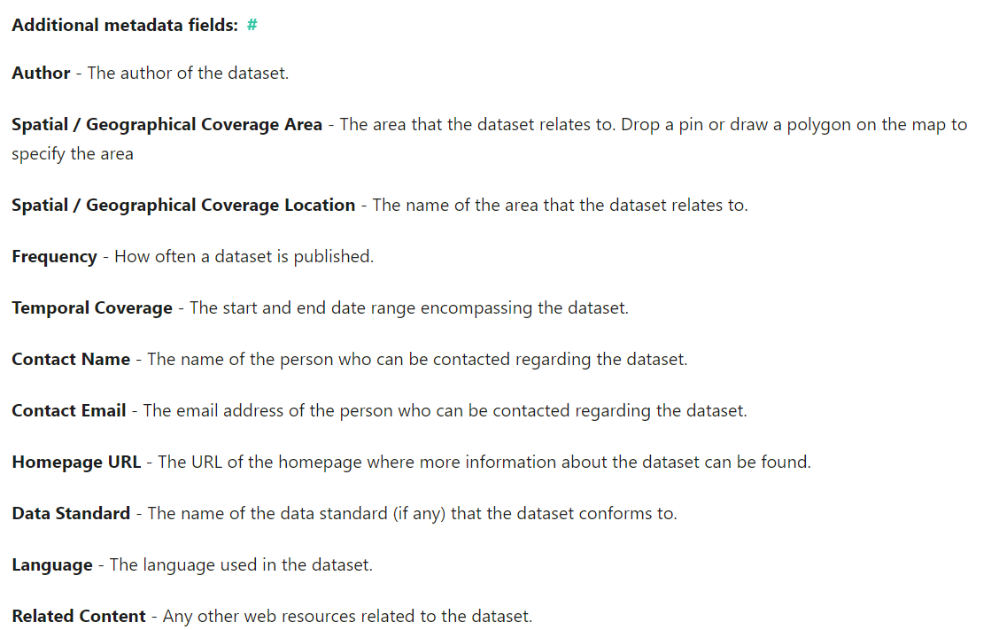 Additional metadata fields: #
Author - The author of the dataset.
Spatial / Geographical Coverage Area - The area that the dataset relates to. Drop a pin or draw a polygon on the map to
specify the area
Spatial / Geographical Coverage Location - The name of the area that the dataset relates to.
Frequency - How often a dataset is published.
Temporal Coverage - The start and end date range encompassing the dataset.
Contact Name - The name of the person who can be contacted regarding the dataset.
Contact Email - The email address of the person who can be contacted regarding the dataset.
Homepage URL - The URL of the homepage where more information about the dataset can be found.
Data Standard - The name of the data standard (if any) that the dataset conforms to.
Language - The language used in the dataset.
Related Content - Any other web resources related to the dataset.